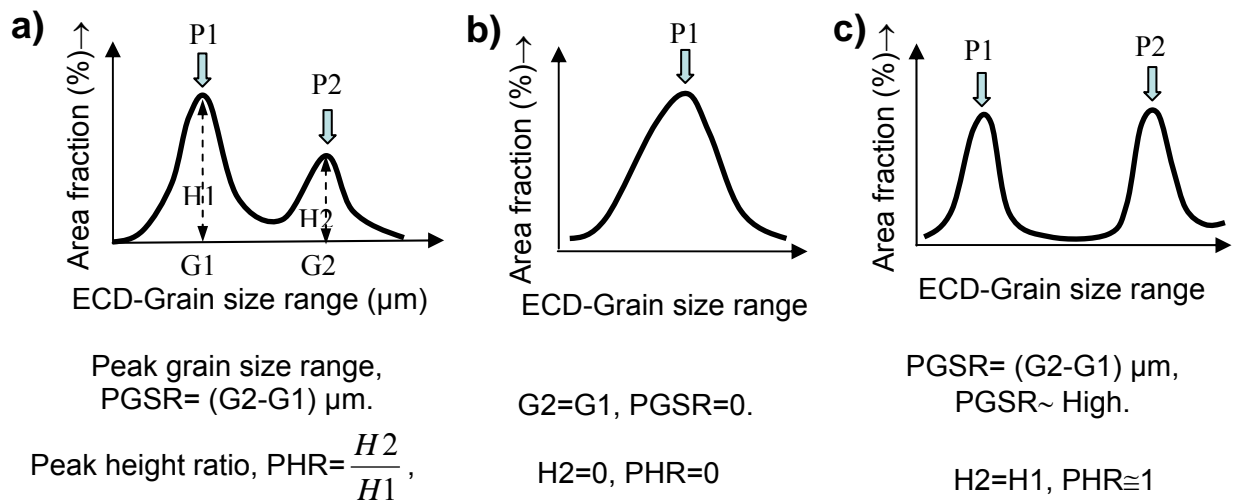 a)
P1
P2
Area fraction (%)→
H1
H2
G1
G2
ECD-Grain size range (μm)
Peak grain size range,
PGSR= (G2-G1) μm.
Peak height ratio, PHR= H2/H1 ,
b)
P1
Area fraction (%)→
ECD-Grain size range
G2=G1, PGSR=0.
H2=0, PHR=0
c)
P1
P2
Area fraction (%)→
ECD-Grain size range
PGSR= (G2-G1) μm,
PGSR~ High.
H2=H1, PHR≅1